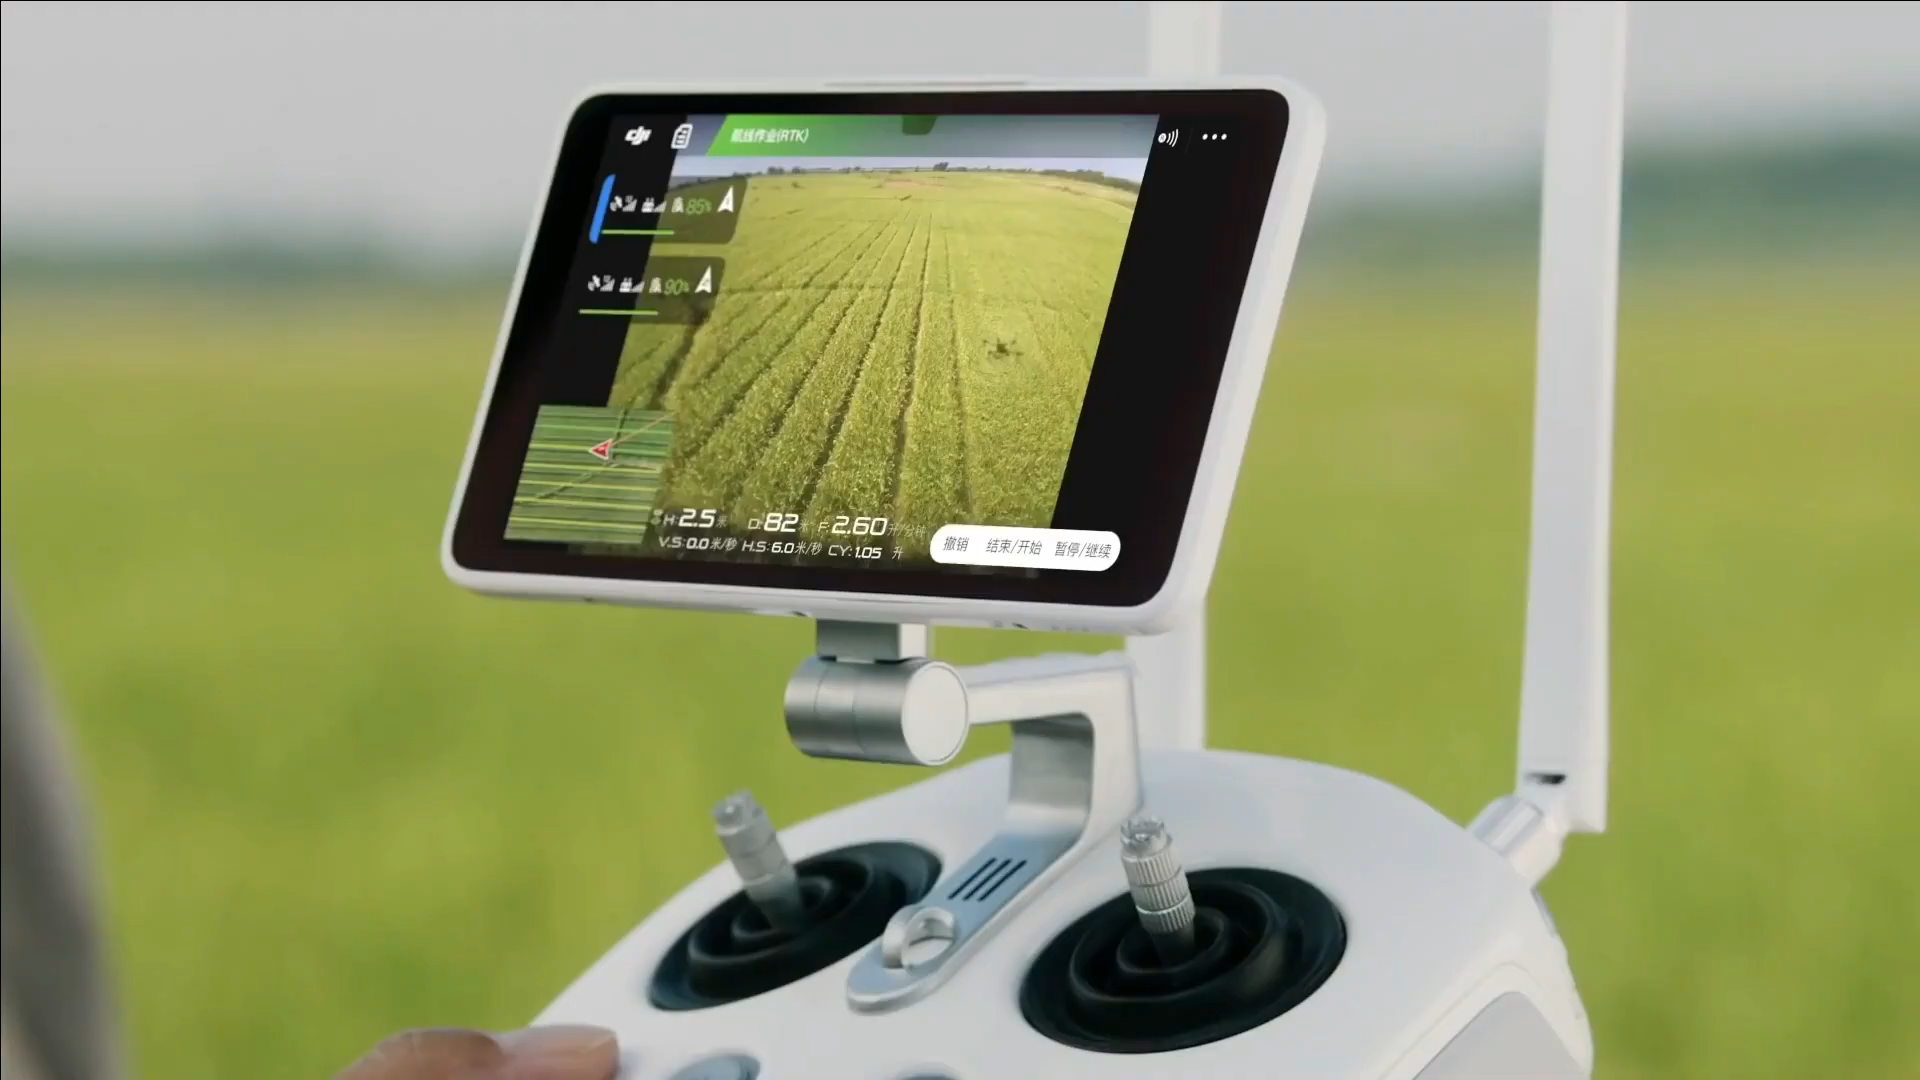 dji
航线作业(RTK)
85%
90%
H:2.5米 D:82米 F:2.60升/分钟
V.S:0.0米/秒 H.S:6.0米/秒 CY:1.05 升
撤销 结束/开始 暂停/继续